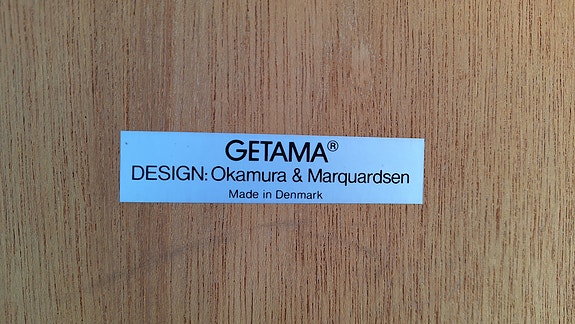 GETAMA®
DESIGN: Okamura & Marquardsen
Made in Denmark